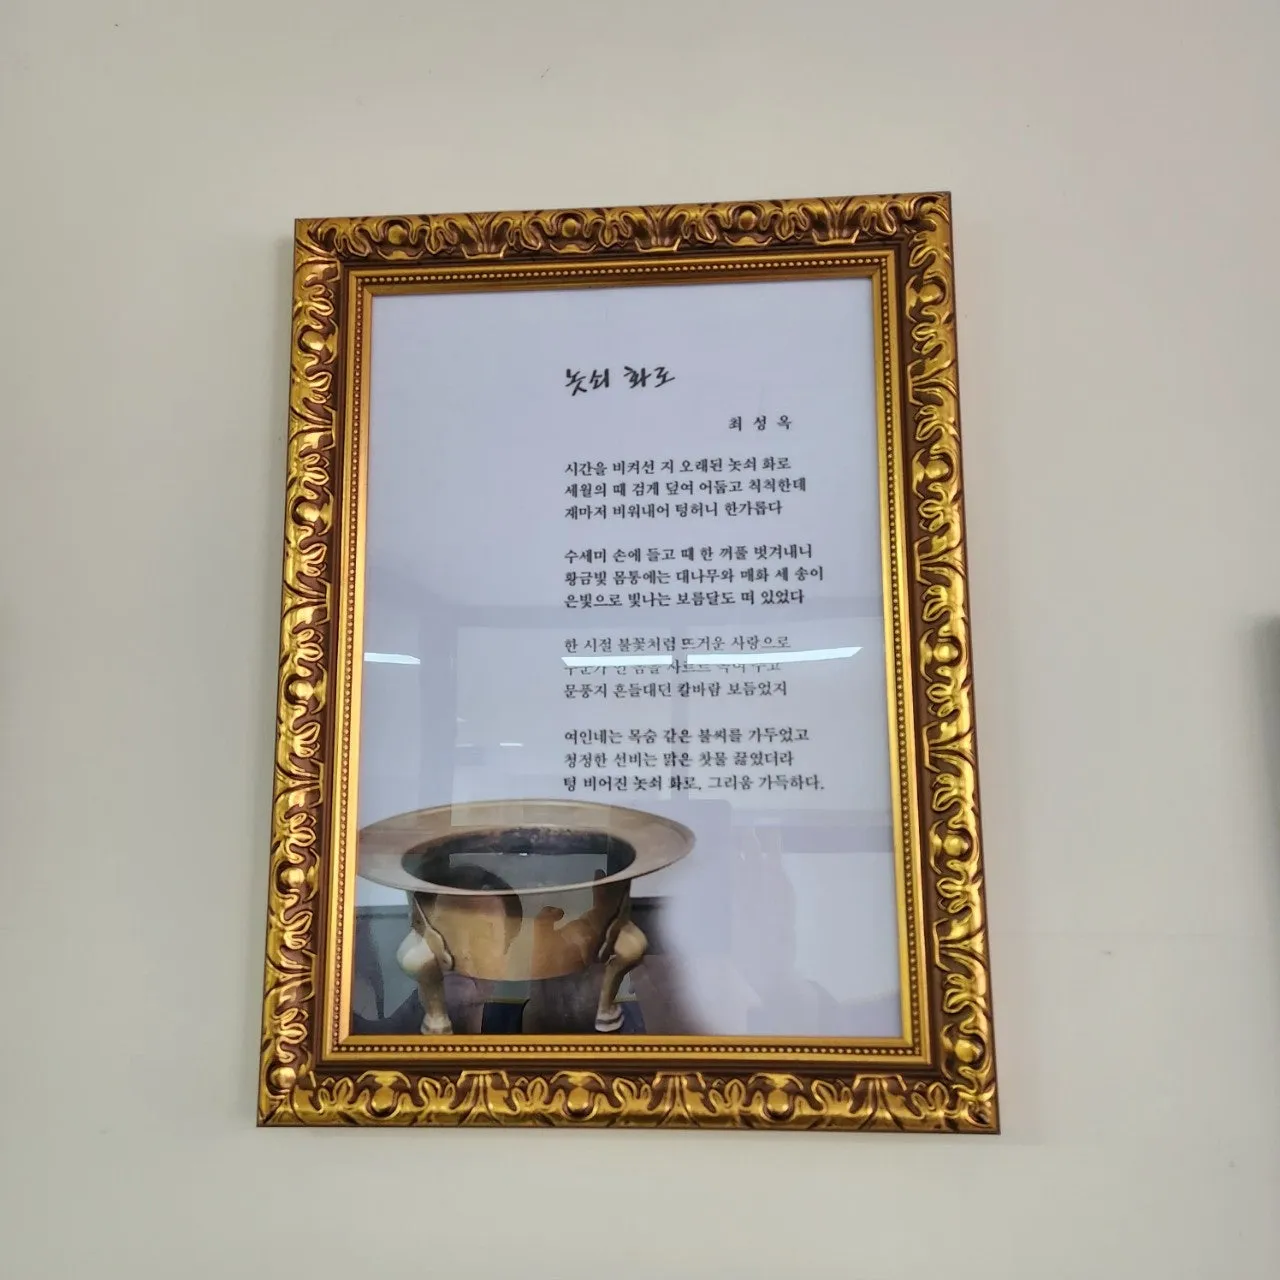 놋쇠 화로
최성옥
시간을 비켜선 지 오래된 놋쇠 화로
세월의 때 검게 덮여 어둡고 칙칙한데
재마저 비워내어 텅허니 한가롭다
수세미 손에 들고 때 한 꺼풀 벗겨내니
황금빛 몸통에는 대나무와 매화 세 송이
은빛으로 빛나는 보름달도 떠 있었다
한 시절 불꽃처럼 뜨거운 사랑으로
누군가 언 몸을
문풍지 흔들대던 칼바람 보듬었지
여인네는 목숨 같은 불씨를 가두었고
청정한 선비는 맑은 찻물 끓였더라
텅 비어진 놋쇠 화로, 그리움 가득하다.